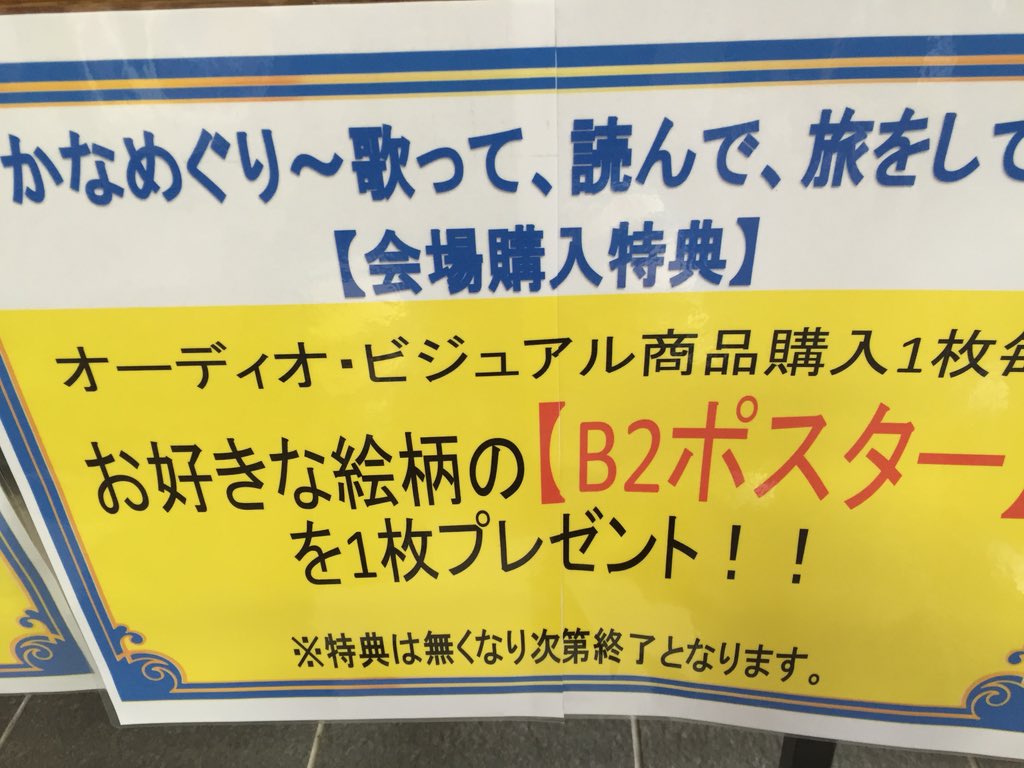 かなめぐり～歌って、読んで、旅をして
【会場購入特典】
オーディオ・ビジュアル商品購入1枚毎
お好きな絵柄の【B2ポスター】
を1枚プレゼント！！
※特典は無くなり次第終了となります。